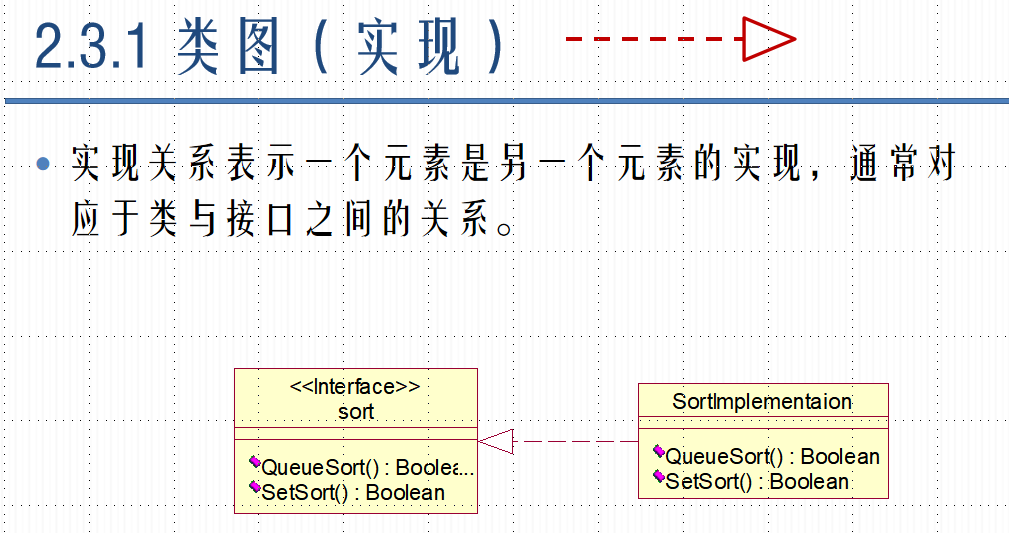 2.3.1 类图（实现）
实现关系表示一个元素是另一个元素的实现，通常对
应于类与接口之间的关系。
<<Interface>>
sort
QueueSort() : Boolea...
SetSort() : Boolean
SortImplementaion
QueueSort() : Boolean
SetSort() : Boolean